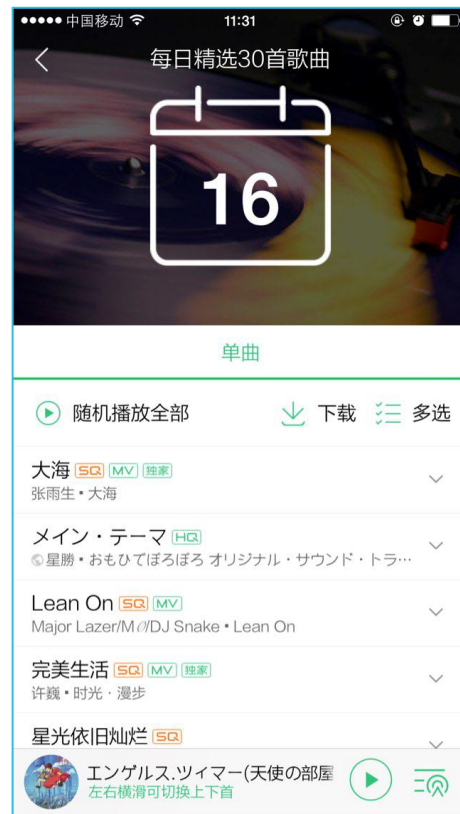 中国移动 11:31
每日精选30首歌曲
16
单曲
随机播放全部 下载 多选
大海 SQ MV 独家
张雨生·大海
メイン・テーマ HQ
星勝·おもひでぽろぽろ オリジナル・サウンド・トラ…
Lean On SQ MV
Major Lazer/MØ/DJ Snake·Lean On
完美生活 SQ MV 独家
许巍·时光·漫步
星光依旧灿烂 SQ
エンゲルス.ツィマー(天使の部屋
左右横滑可切换上下首